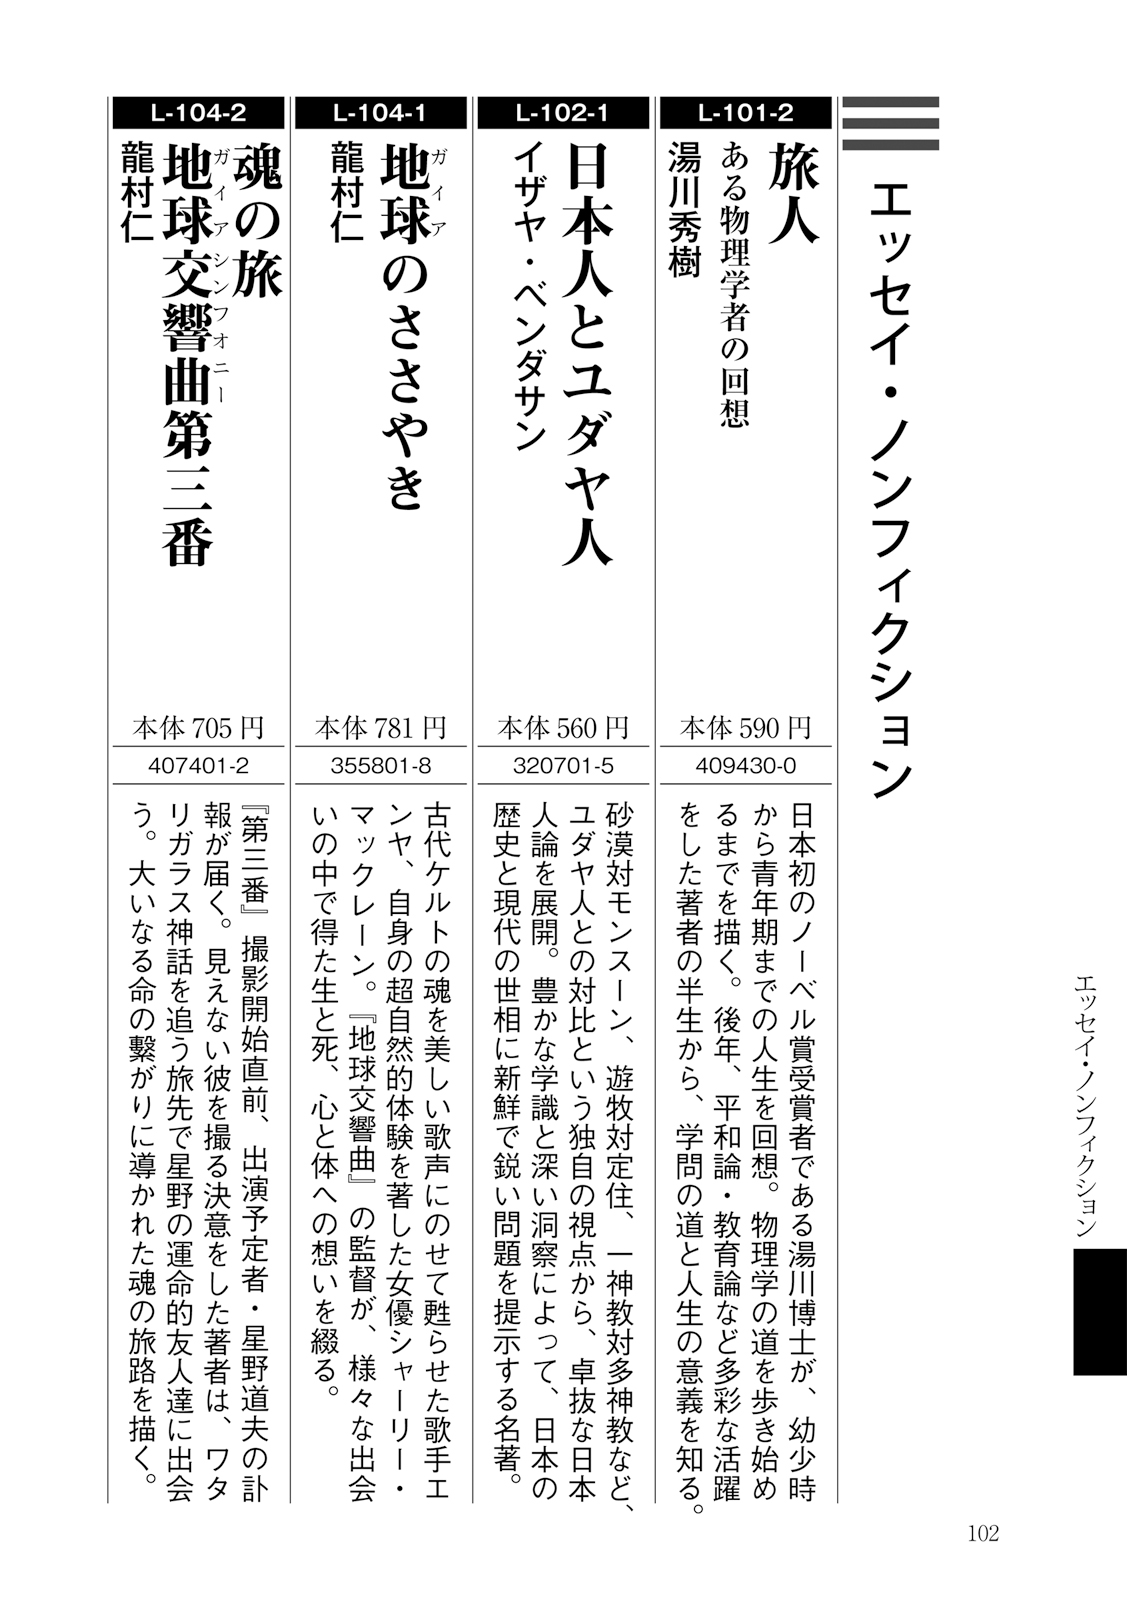 エッセイ・ノンフィクション
L-101-2
旅人
ある物理学者の回想
湯川秀樹
本体590円
409430-0
日本初のノーベル賞受賞者である湯川博士が、幼少時
から青年期までの人生を回想。物理学の道を歩き始め
るまでを描く。後年、平和論・教育論など多彩な活躍
をした著者の半生から、学問の道と人生の意義を知る。
L-102-1
日本人とユダヤ人
イザヤ・ベンダサン
本体560円
320701-5
砂漠対モンスーン、遊牧対定住、一神教対多神教など、
ユダヤ人との対比という独自の視点から、卓抜な日本
人論を展開。豊かな学識と深い洞察によって、日本の
歴史と現代の世相に新鮮で鋭い問題を提示する名著。
L-104-1
ガイア
地球のささやき
龍村仁
本体781円
355801-8
古代ケルトの魂を美しい歌声にのせて甦らせた歌手エ
ンヤ、自身の超自然的体験を著した女優シャーリー・
マックレーン。『地球交響曲』の監督が、様々な出会
いの中で得た生と死、心と体への想いを綴る。
L-104-2
魂の旅
ガイアシンフォニー
地球交響曲第三番
龍村仁
本体705円
407401-2
『第三番』撮影開始直前、出演予定者・星野道夫の訃
報が届く。見えない彼を撮る決意をした著者は、ワタ
リガラス神話を追う旅先で星野の運命的友人達に出会
う。大いなる命の繋がりに導かれた魂の旅路を描く。
エッセイ・ノンフィクション
102